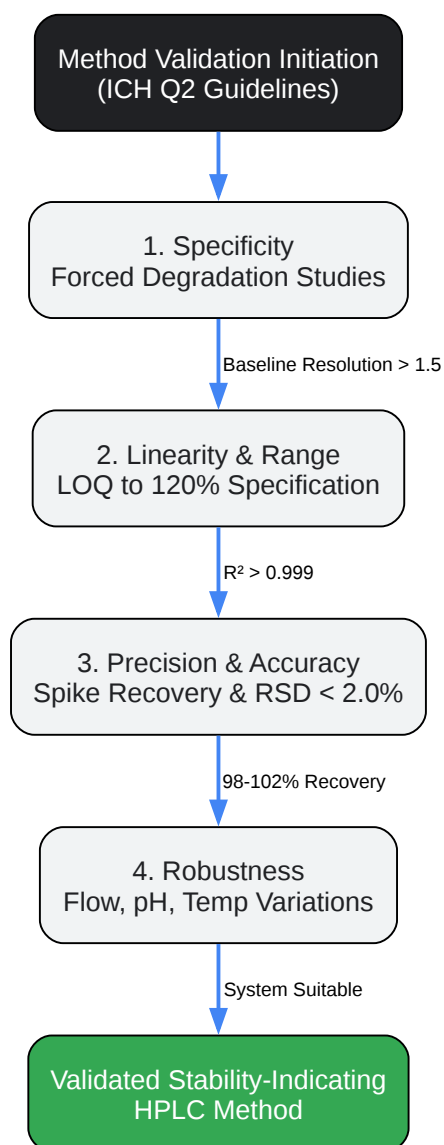 Method Validation Initiation
(ICH Q2 Guidelines)
1. Specificity
Forced Degradation Studies
Baseline Resolution > 1.5
2. Linearity & Range
LOQ to 120% Specification
R² > 0.999
3. Precision & Accuracy
Spike Recovery & RSD < 2.0%
98-102% Recovery
4. Robustness
Flow, pH, Temp Variations
System Suitable
Validated Stability-Indicating
HPLC Method